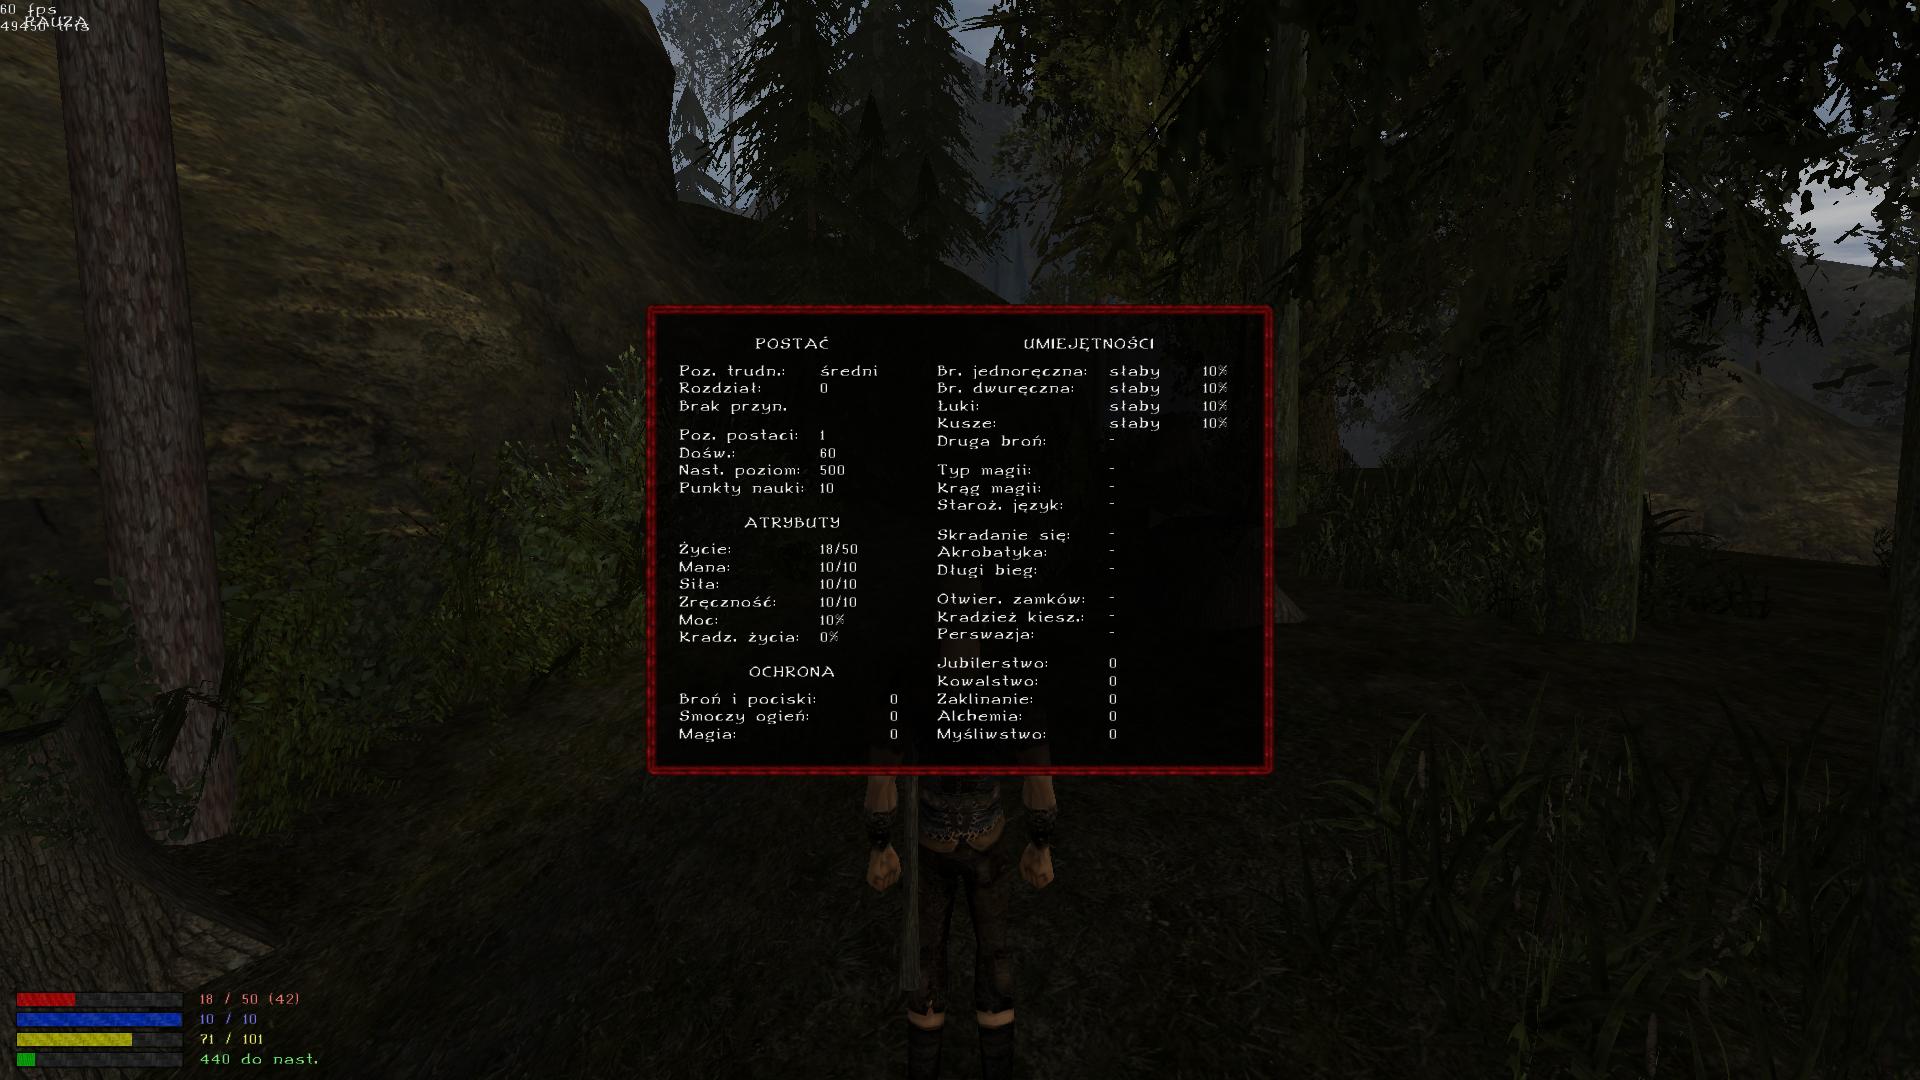 60 fps
PAUZA
49450 tris
POSTAĆ
Poz. trudn.: średni
Rozdział: 0
Brak przyn.
Poz. postaci: 1
Dośw.: 60
Nast. poziom: 500
Punkty nauki: 10
ATRYBUTY
Życie: 18/50
Mana: 10/10
Siła: 10/10
Zręczność: 10/10
Moc: 10%
Kradz. życia: 0%
OCHRONA
Broń i pociski: 0
Smoczy ogień: 0
Magia: 0
UMIEJĘTNOŚCI
Br. jednoręczna: słaby 10%
Br. dwuręczna: słaby 10%
Łuki: słaby 10%
Kusze: słaby 10%
Druga broń: -
Typ magii: -
Krąg magii: -
Staroż. język: -
Skradanie się: -
Akrobatyka: -
Długi bieg: -
Otwier. zamków: -
Kradzież kiesz.: -
Perswazja: -
Jubilerstwo: 0
Kowalstwo: 0
Zaklinanie: 0
Alchemia: 0
Myślistwo: 0
18 / 50 (42)
10 / 10
71 / 101
440 do nast.